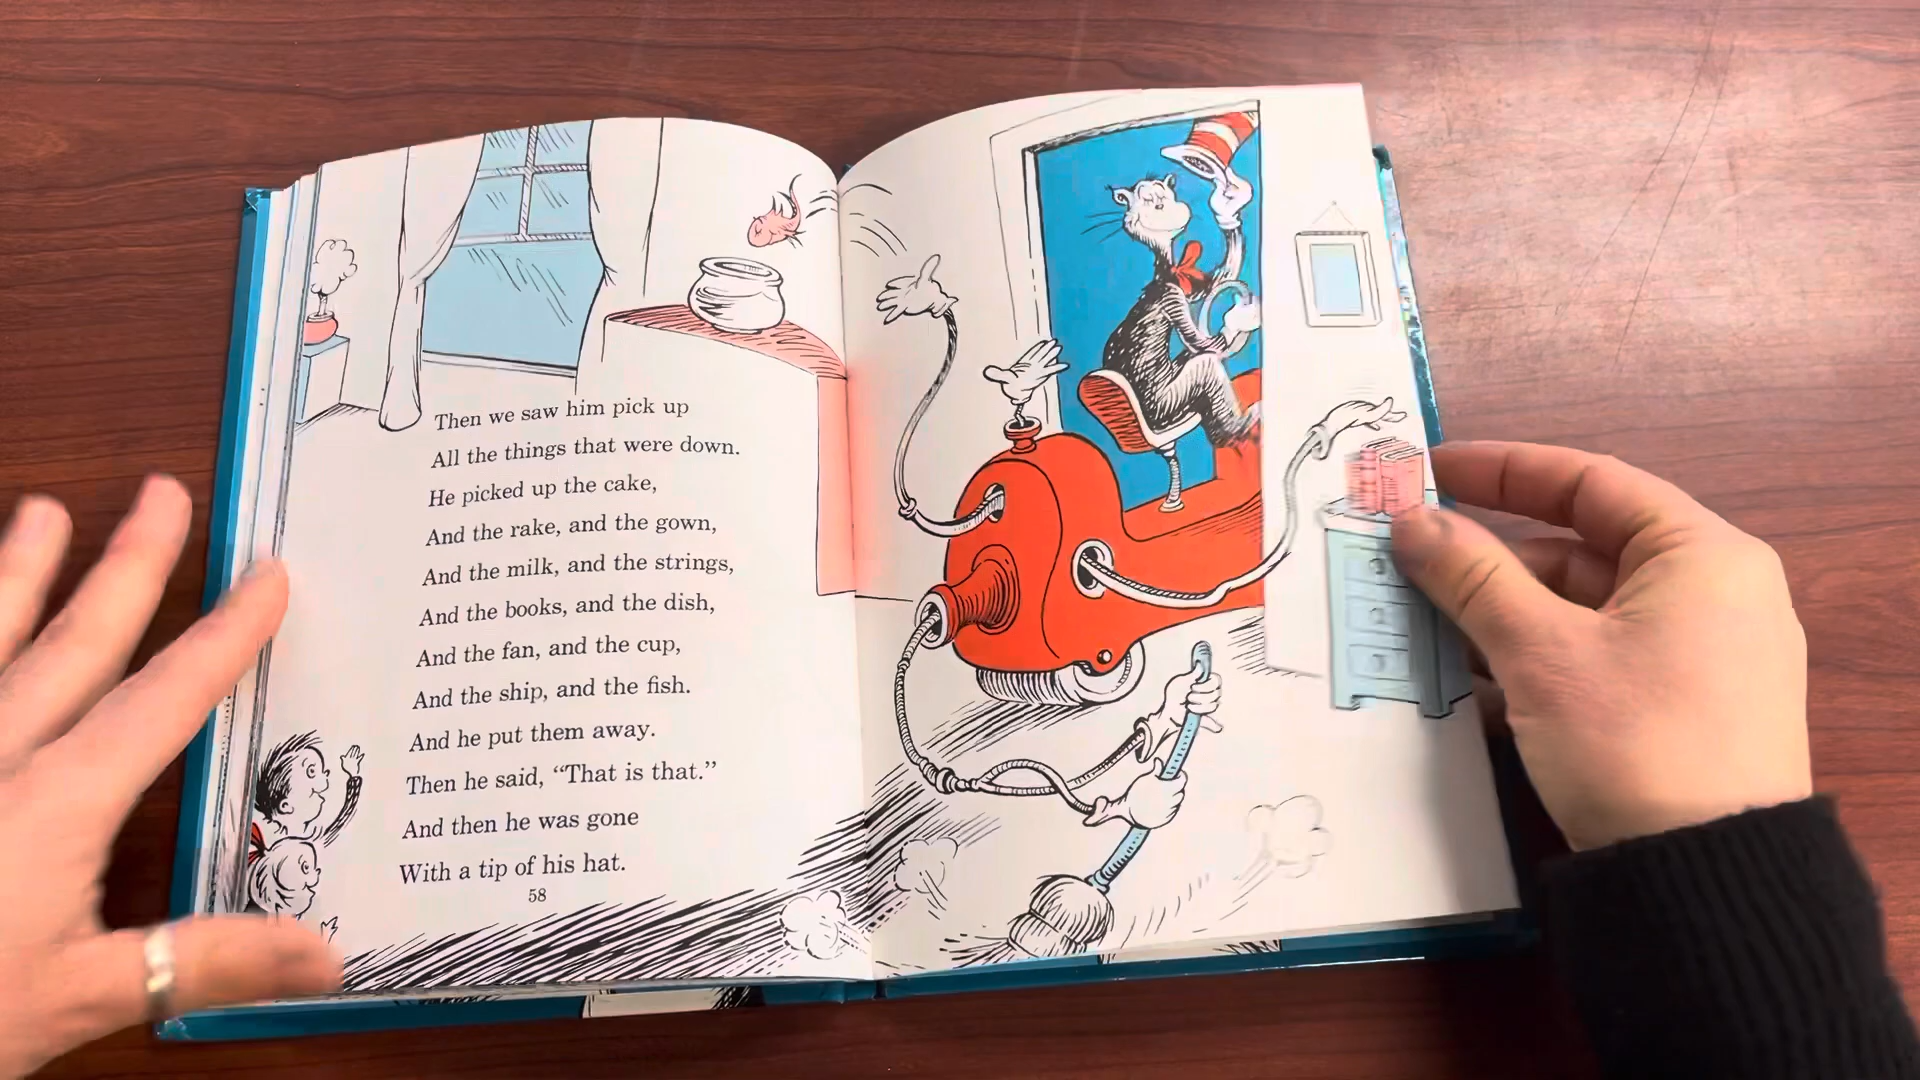 Then we saw him pick up
All the things that were down.
He picked up the cake,
And the rake, and the gown,
And the milk, and the strings,
And the books, and the dish,
And the fan, and the cup,
And the ship, and the fish.
And he put them away.
Then he said, “That is that.”
And then he was gone
With a tip of his hat.
58